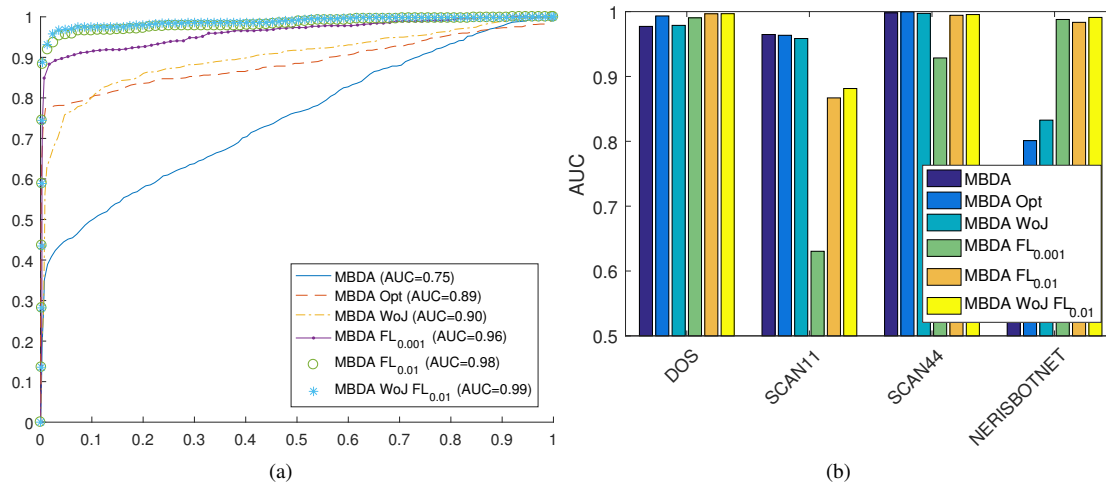 1
0.9
0.8
0.7
0.6
0.5
0.4
0.3
0.2
0.1
0
0 0.1 0.2 0.3 0.4 0.5 0.6 0.7 0.8 0.9 1
MBDA (AUC=0.75)
MBDA Opt (AUC=0.89)
MBDA WoJ (AUC=0.90)
MBDA FL0.001 (AUC=0.96)
MBDA FL0.01 (AUC=0.98)
MBDA WoJ FL0.01 (AUC=0.99)
(a)
AUC
1
0.9
0.8
0.7
0.6
0.5
MBDA
MBDA Opt
MBDA WoJ
MBDA FL0.001
MBDA FL0.01
MBDA WoJ FL0.01
DOS
SCAN11
SCAN44
NERISBOTNET
(b)